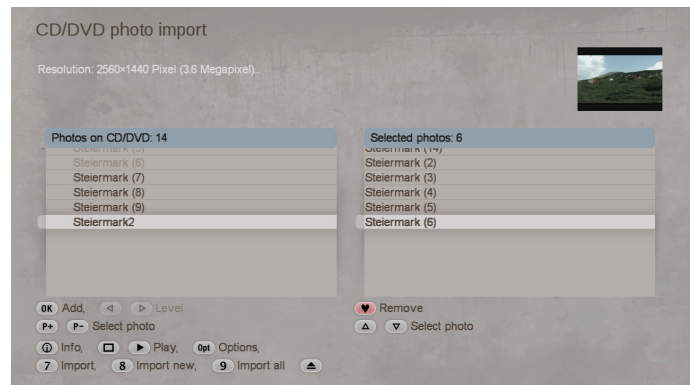 CD/DVD photo import
Resolution: 2560×1440 Pixel (3.6 Megapixel)..
Photos on CD/DVD: 14
Steiermark (5)
Steiermark (6)
Steiermark (7)
Steiermark (8)
Steiermark (9)
Steiermark2
Selected photos: 6
Steiermark (14)
Steiermark (2)
Steiermark (3)
Steiermark (4)
Steiermark (5)
Steiermark (6)
OK Add, Level
P+ P- Select photo
Remove
Select photo
Info, Play, Opt Options,
7 Import, 8 Import new, 9 Import all